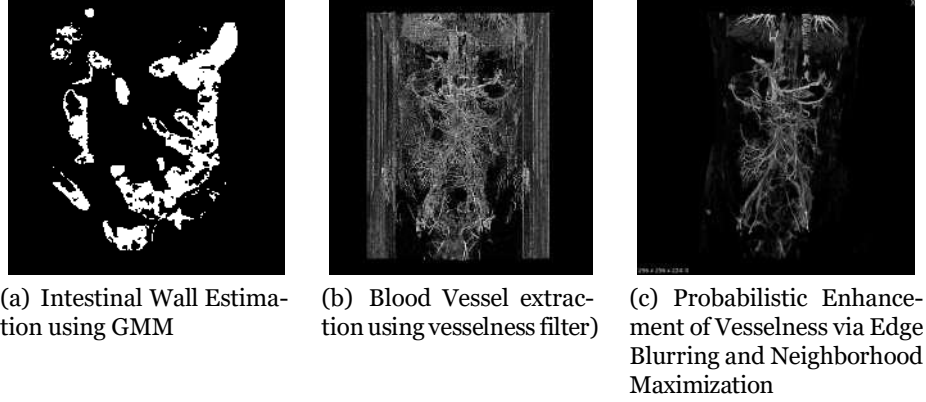 (a) Intestinal Wall Estima-
tion using GMM
(b) Blood Vessel extrac-
tion using vesselness filter)
(c) Probabilistic Enhance-
ment of Vesselness via Edge
Blurring and Neighborhood
Maximization